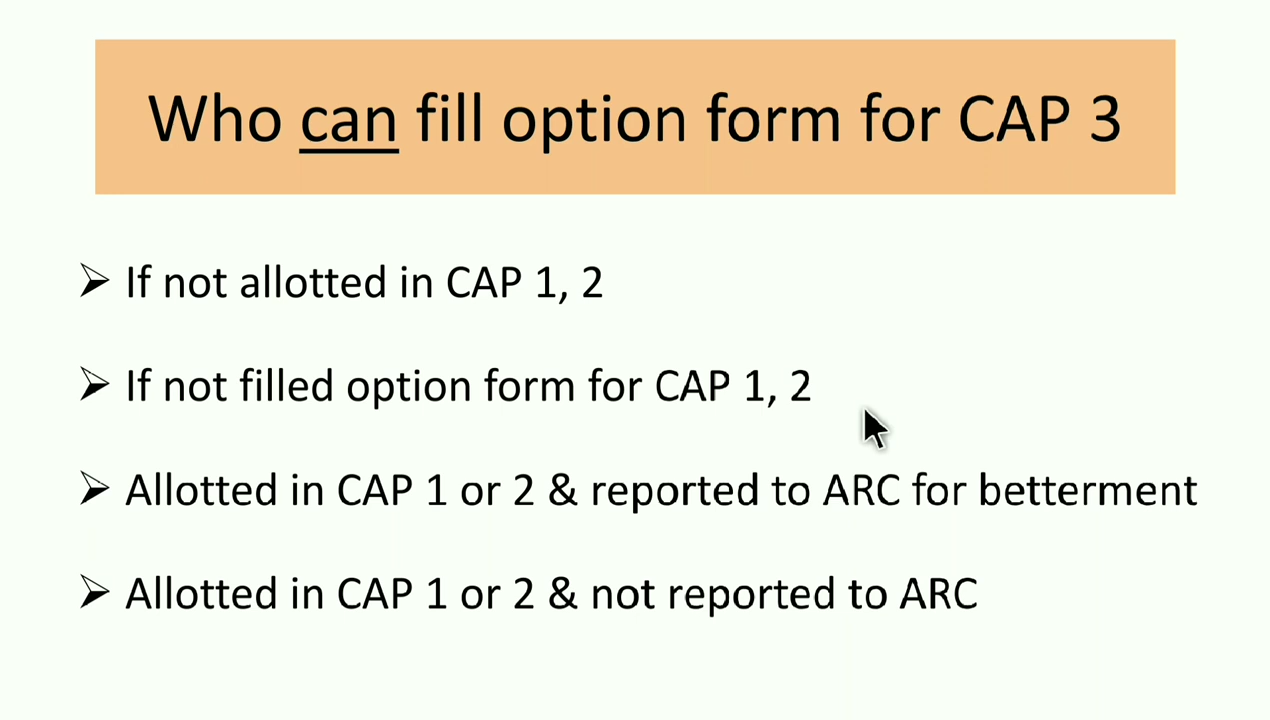 Who can fill option form for CAP 3
➢ If not allotted in CAP 1, 2
➢ If not filled option form for CAP 1, 2
➢ Allotted in CAP 1 or 2 & reported to ARC for betterment
➢ Allotted in CAP 1 or 2 & not reported to ARC